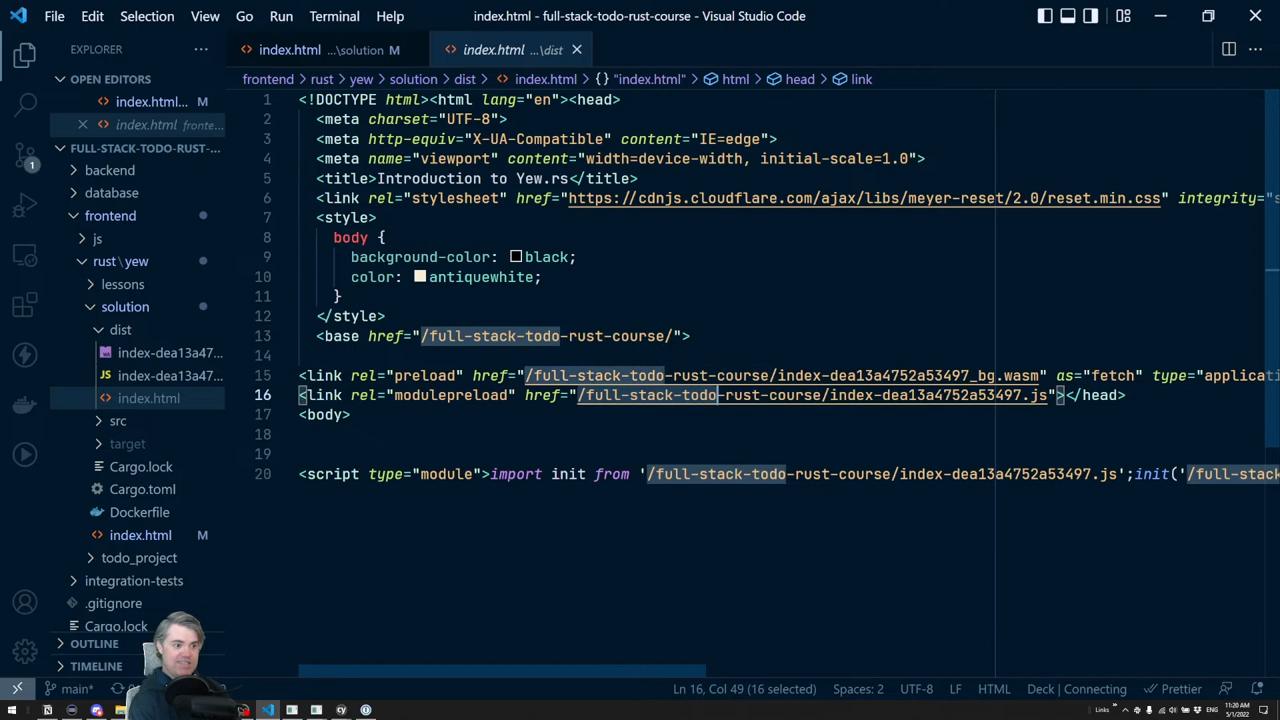 File Edit Selection View Go Run Terminal Help index.html - full-stack-todo-rust-course - Visual Studio Code
EXPLORER
OPEN EDITORS
index.html... M
index.html fronte...
FULL-STACK-TODO-RUST-...
backend
database
frontend
js
rust\yew
lessons
solution
dist
index-dea13a47...
JS index-dea13a47...
index.html
src
target
Cargo.lock
Cargo.toml
Dockerfile
index.html M
todo_project
integration-tests
.gitignore
Cargo.lock
OUTLINE
TIMELINE
1
index.html ...\solution M index.html ...\dist
frontend > rust > yew > solution > dist > index.html > {} "index.html" > html > head > link
1 <!DOCTYPE html><html lang="en"><head>
2 <meta charset="UTF-8">
3 <meta http-equiv="X-UA-Compatible" content="IE=edge">
4 <meta name="viewport" content="width=device-width, initial-scale=1.0">
5 <title>Introduction to Yew.rs</title>
6 <link rel="stylesheet" href="https://cdnjs.cloudflare.com/ajax/libs/meyer-reset/2.0/reset.min.css" integrity="s
7 <style>
8 body {
9 background-color: black;
10 color: antiquewhite;
11 }
12 </style>
13 <base href="/full-stack-todo-rust-course/">
14
15 <link rel="preload" href="/full-stack-todo-rust-course/index-dea13a4752a53497_bg.wasm" as="fetch" type="applicati
16 <link rel="modulepreload" href="/full-stack-todo-rust-course/index-dea13a4752a53497.js"></head>
17 <body>
18
19
20 <script type="module">import init from '/full-stack-todo-rust-course/index-dea13a4752a53497.js';init('/full-stack
main* Ln 16, Col 49 (16 selected) Spaces: 2 UTF-8 LF HTML Deck | Connecting Prettier
Links ENG 11:20 AM
5/1/2022